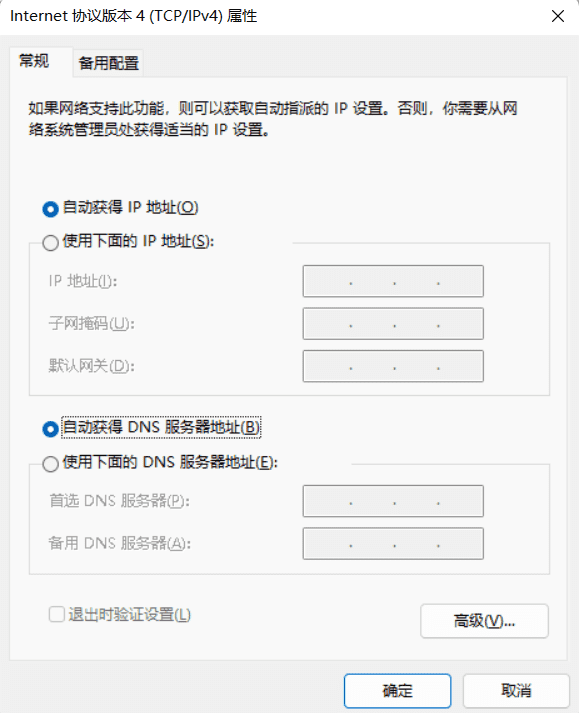 Internet 协议版本 4 (TCP/IPv4) 属性
常规
备用配置
如果网络支持此功能，则可以获取自动指派的 IP 设置。否则，你需要从网
络系统管理员处获得适当的 IP 设置。
自动获得 IP 地址(O)
使用下面的 IP 地址(S):
IP 地址(I):
子网掩码(U):
默认网关(D):
自动获得 DNS 服务器地址(B)
使用下面的 DNS 服务器地址(E):
首选 DNS 服务器(P):
备用 DNS 服务器(A):
退出时验证设置(L)
高级(V)...
确定
取消